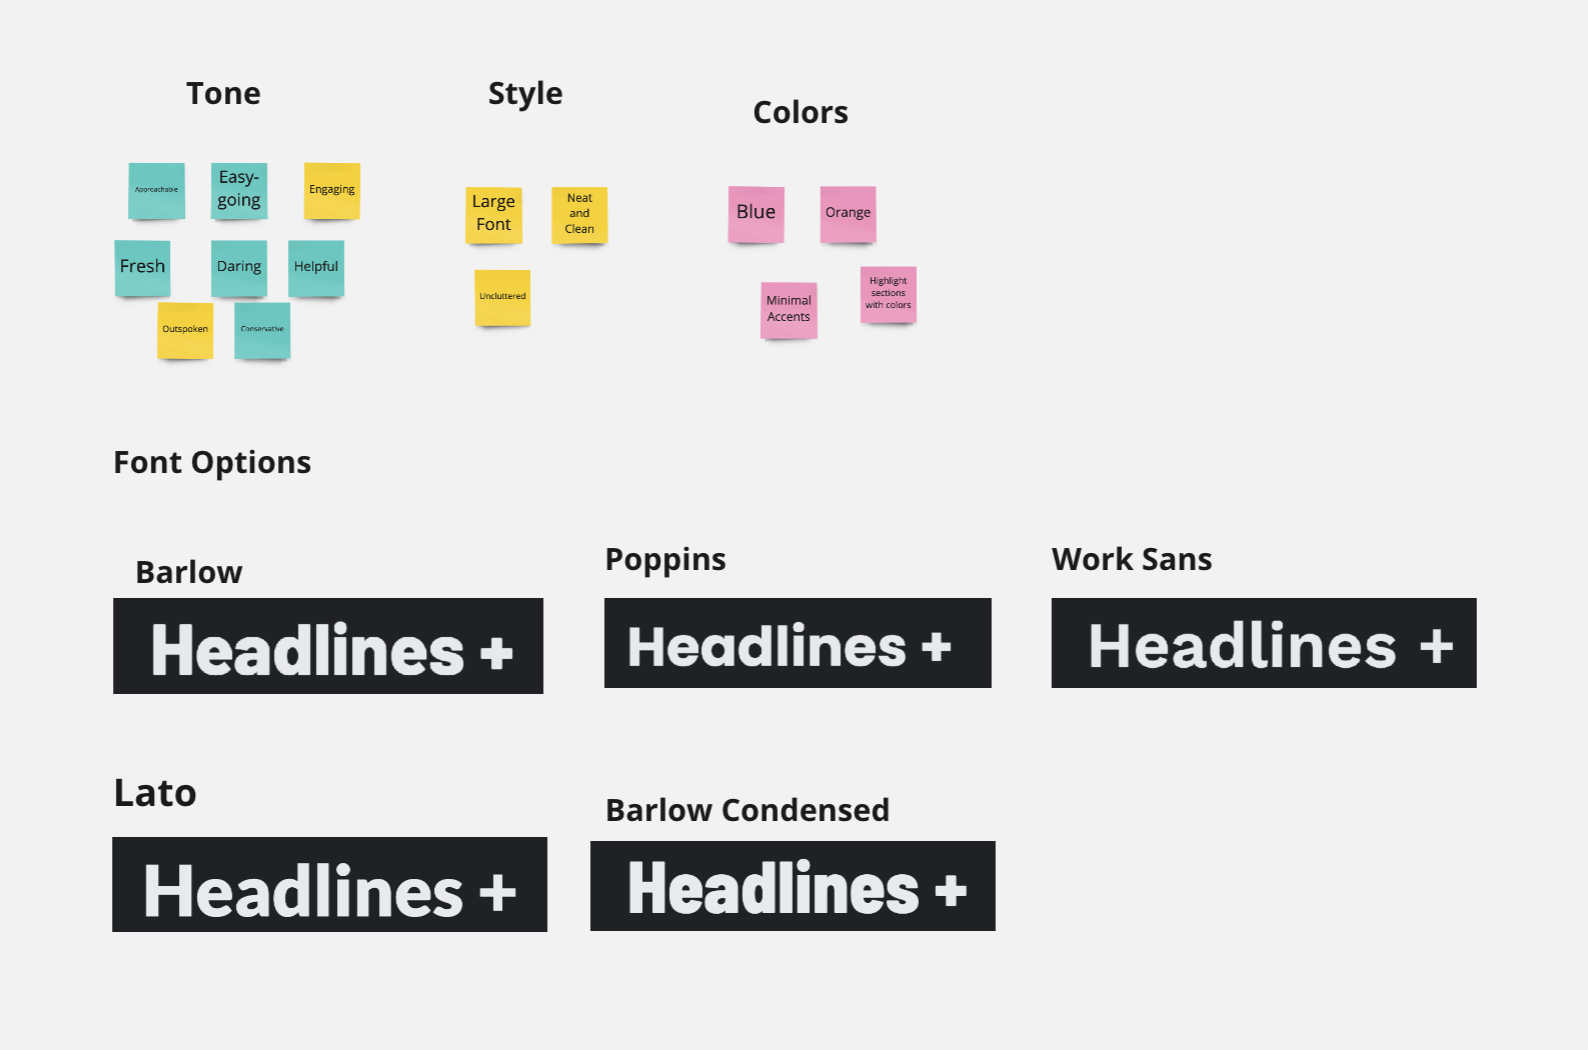 Tone
Approachable
Easy-
going
Engaging
Fresh
Daring
Helpful
Outspoken
Conservative
Style
Large
Font
Neat
and
Clean
Uncluttered
Colors
Blue
Orange
Minimal
Accents
Highlight
sections
with colors
Font Options
Barlow
Headlines +
Poppins
Headlines +
Work Sans
Headlines +
Lato
Headlines +
Barlow Condensed
Headlines +